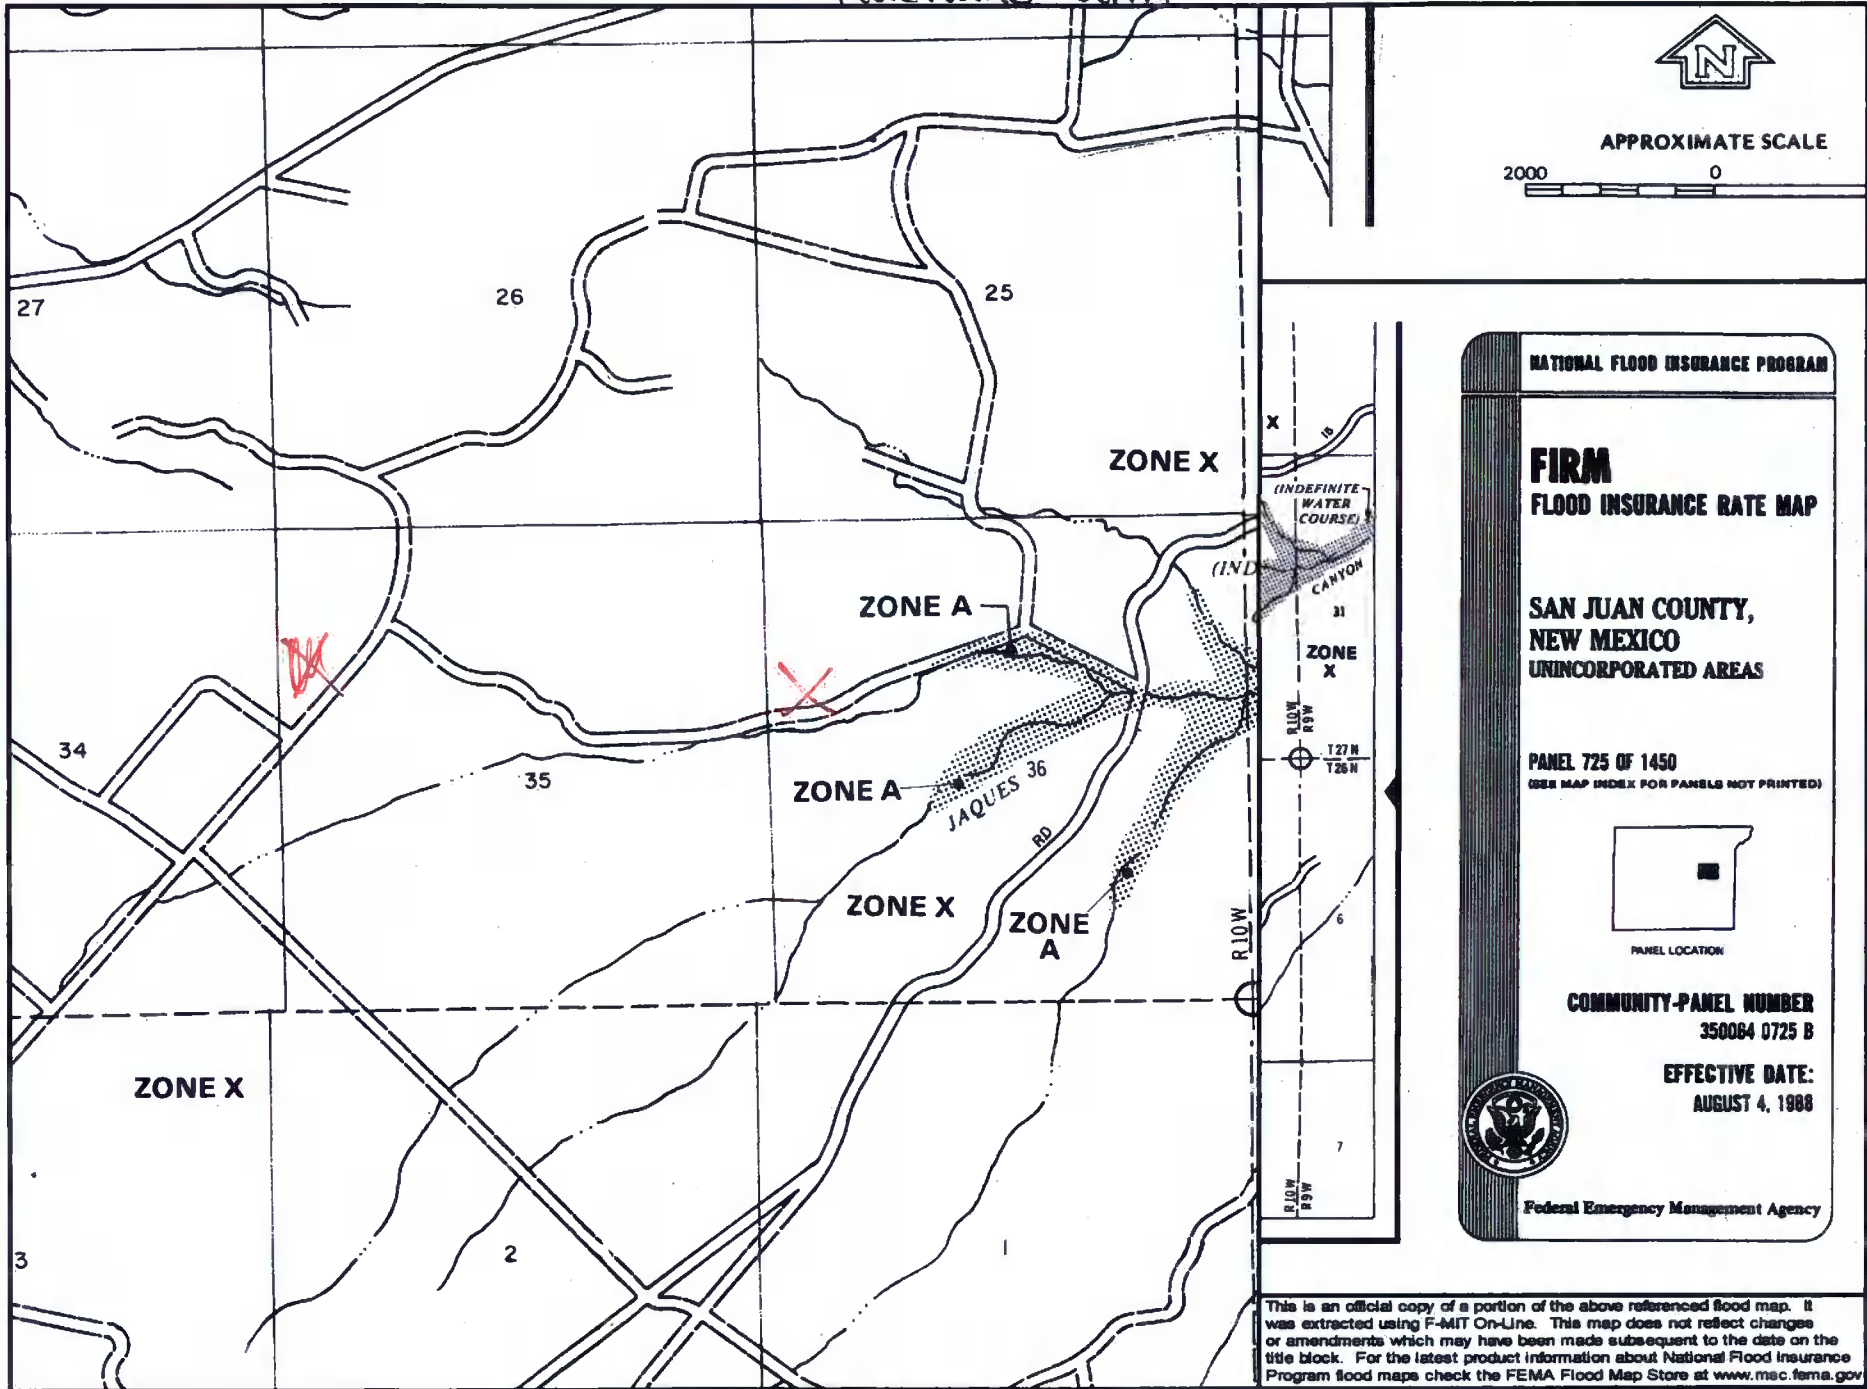 N
APPROXIMATE SCALE
2000 0
27
26
25
ZONE X
X
(INDEFINITE
WATER
COURSE)
(IND
CANYON
31
ZONE
X
ZONE A
R10W
R9W
T27N
T26N
34
35
ZONE A
JAQUES 36
RD
ZONE X
ZONE
A
R10W
6
ZONE X
7
R10W
R9W
3
2
1
NATIONAL FLOOD INSURANCE PROGRAM
FIRM
FLOOD INSURANCE RATE MAP
SAN JUAN COUNTY,
NEW MEXICO
UNINCORPORATED AREAS
PANEL 725 OF 1450
(SEE MAP INDEX FOR PANELS NOT PRINTED)
PANEL LOCATION
COMMUNITY-PANEL NUMBER
350064 0725 B
EFFECTIVE DATE:
AUGUST 4, 1988
Federal Emergency Management Agency
This is an official copy of a portion of the above referenced flood map. It
was extracted using F-MIT On-Line. This map does not reflect changes
or amendments which may have been made subsequent to the date on the
title block. For the latest product information about National Flood Insurance
Program flood maps check the FEMA Flood Map Store at www.msc.fema.gov